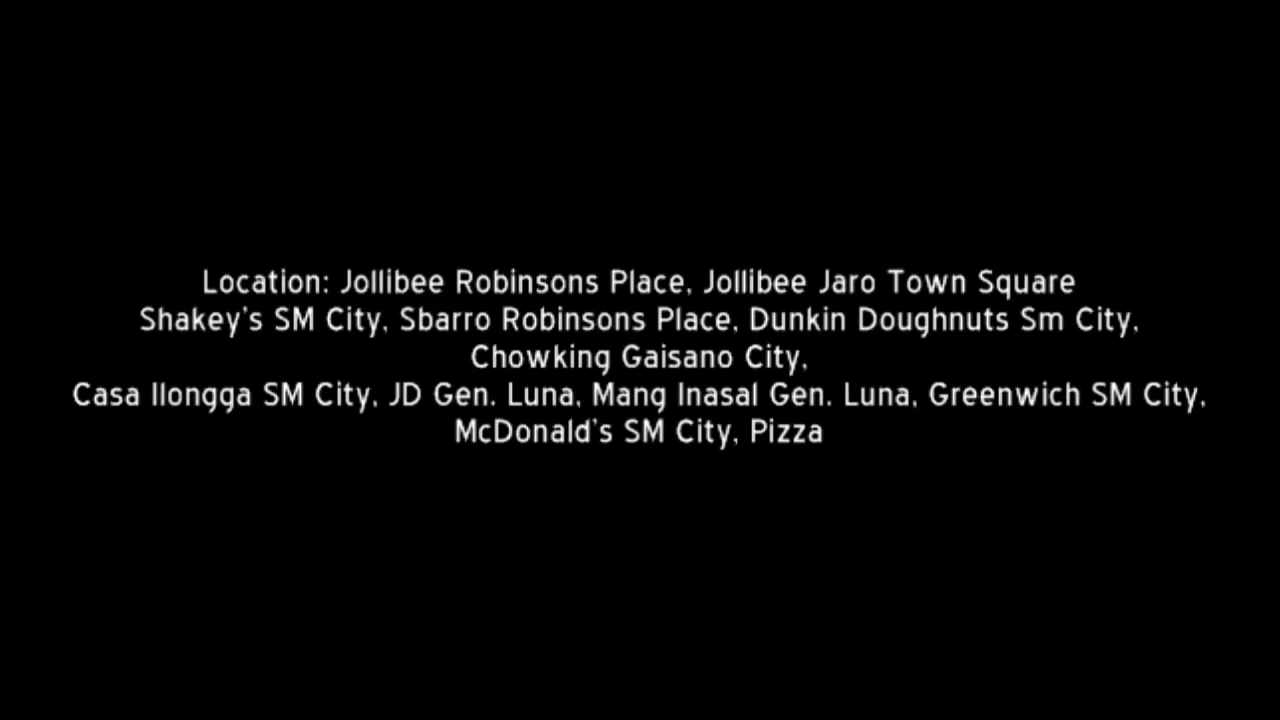 Location: Jollibee Robinsons Place, Jollibee Jaro Town Square
Shakey's SM City, Sbarro Robinsons Place, Dunkin Doughnuts Sm City,
Chowking Gaisano City,
Casa Ilongga SM City, JD Gen. Luna, Mang Inasal Gen. Luna, Greenwich SM City,
McDonald's SM City, Pizza